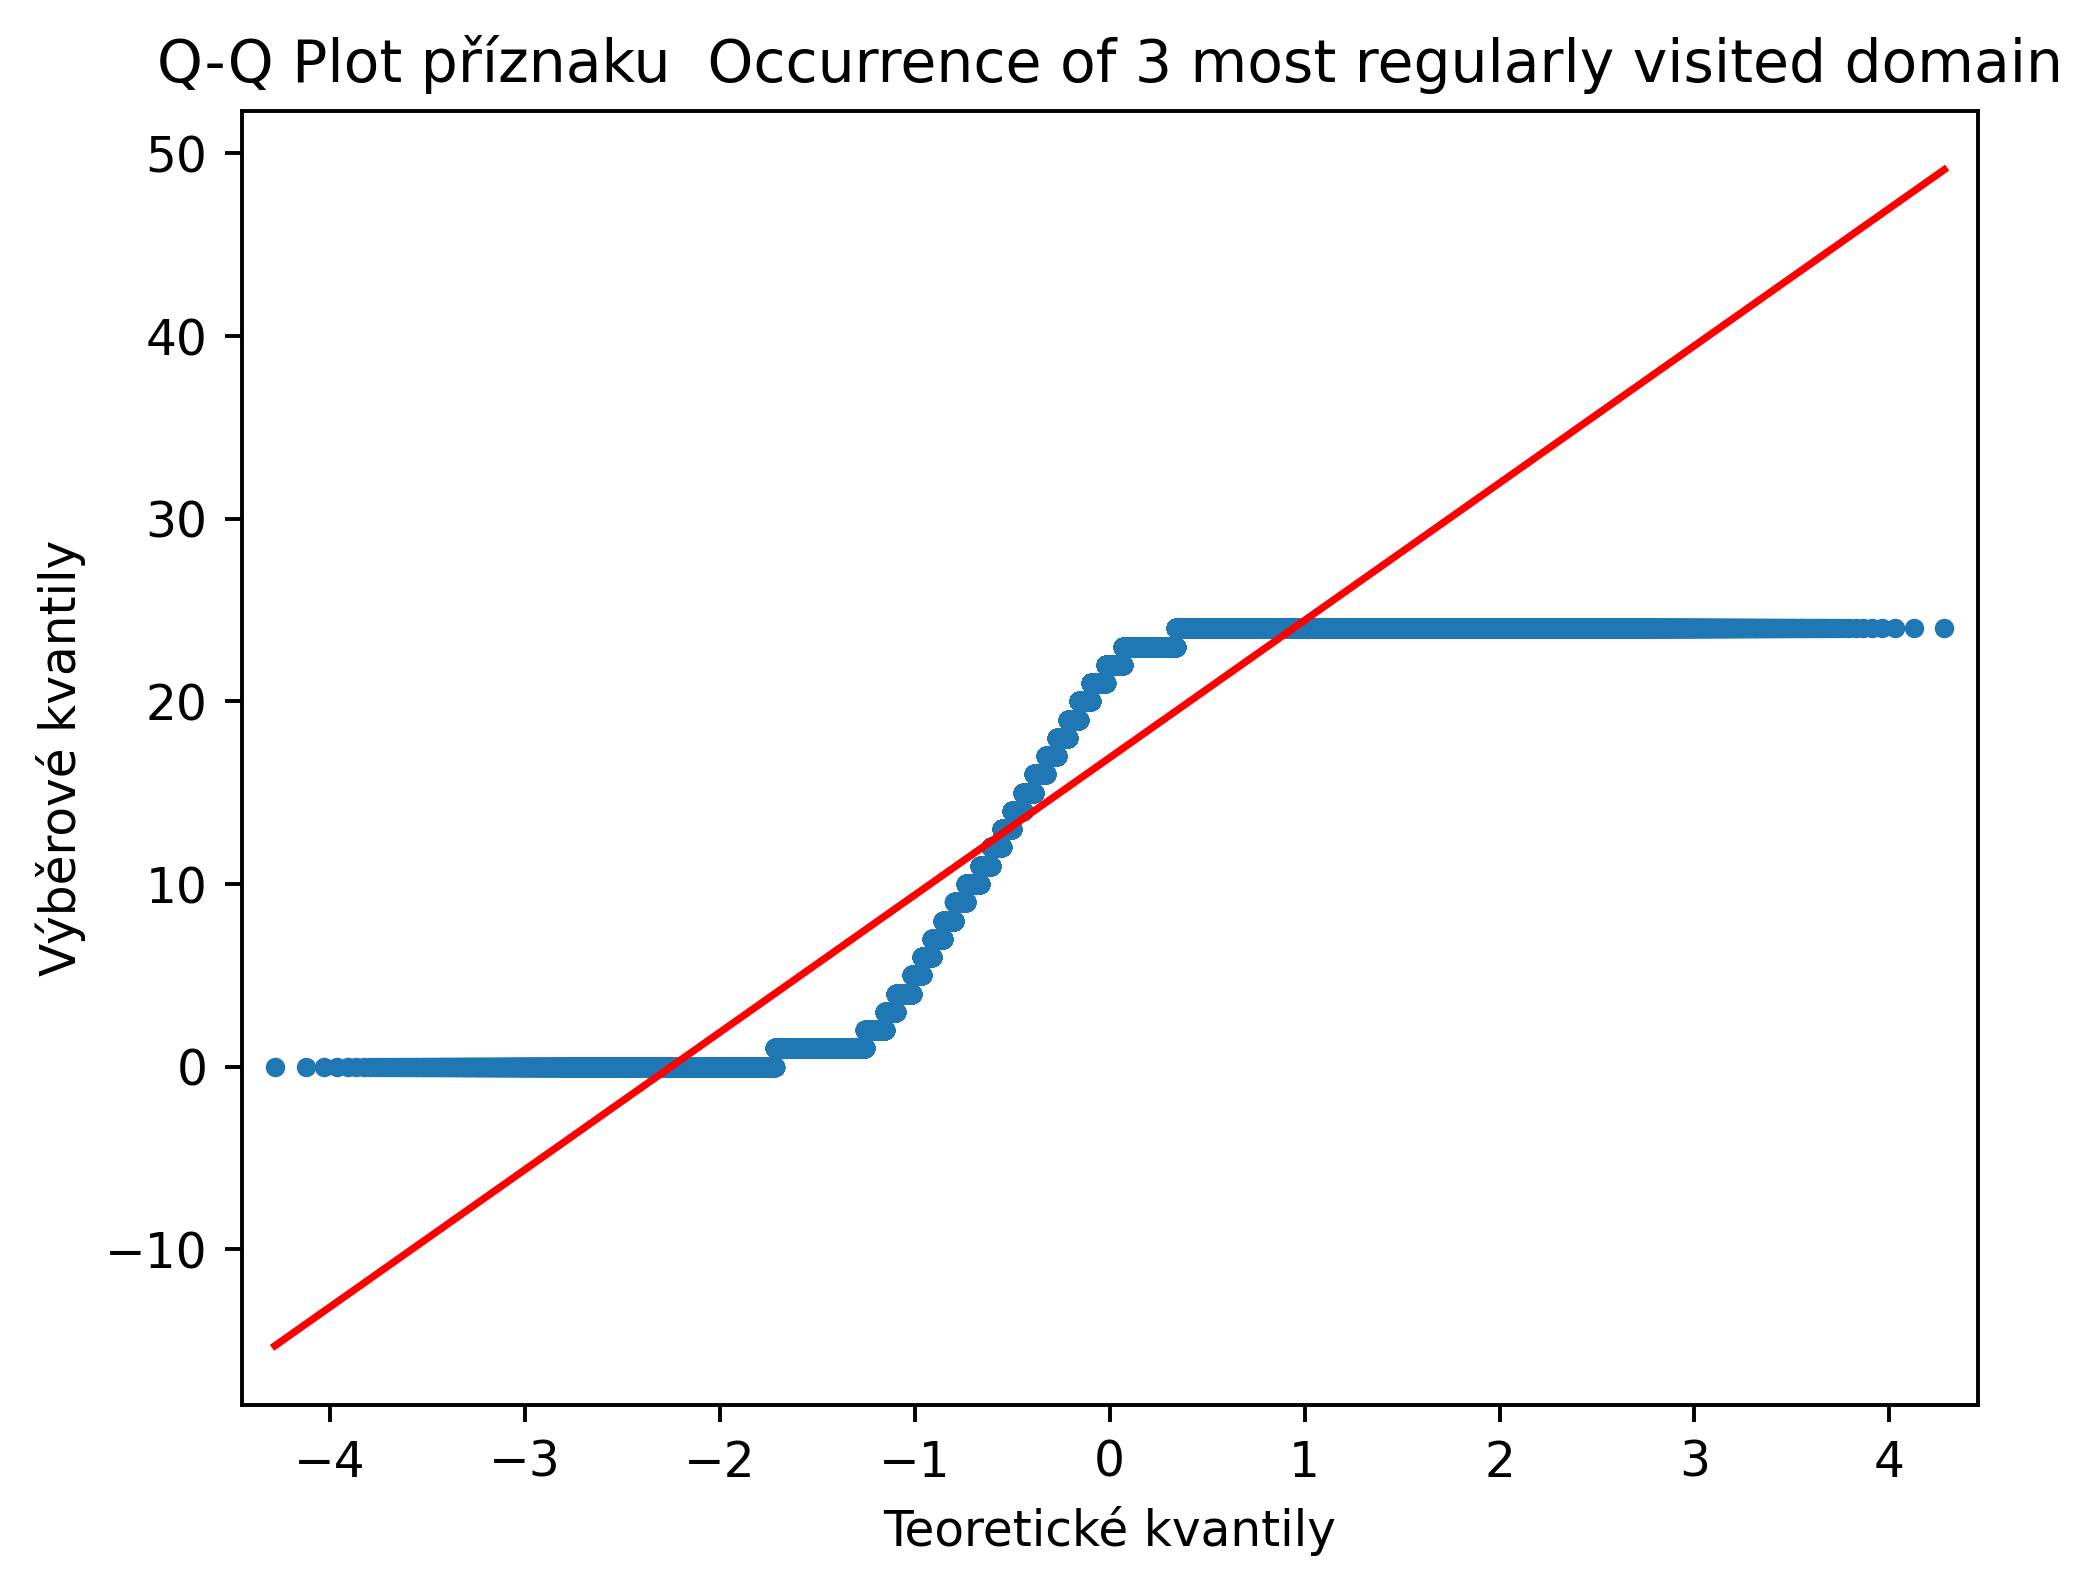 Q-Q Plot příznaku  Occurrence of 3 most regularly visited domain
50
40
30
20
10
0
−10
Výběrové kvantily
−4 −3 −2 −1 0 1 2 3 4
Teoretické kvantily